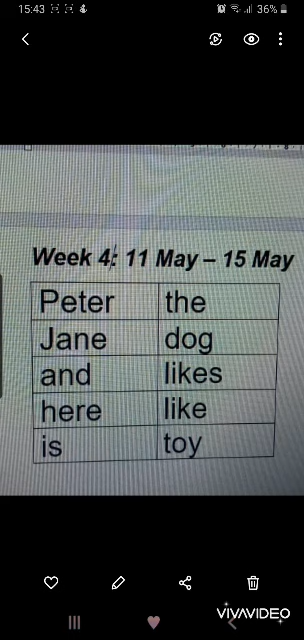 15:43
36%
Week 4: 11 May – 15 May
Peter the
Jane dog
and likes
here like
is toy
VIVAVIDEO